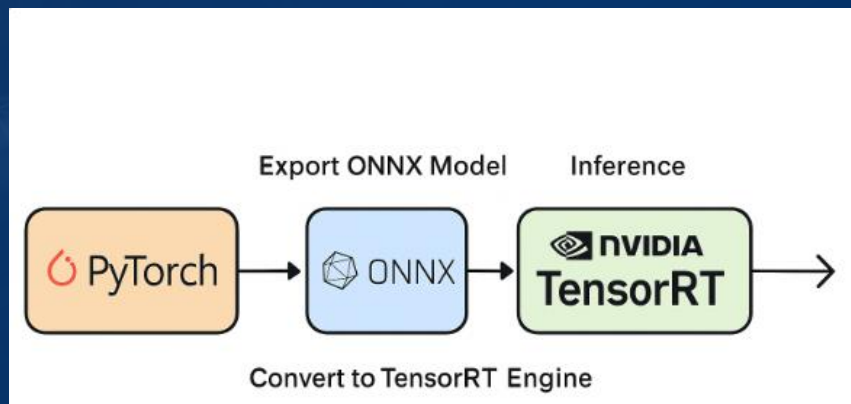 Export ONNX Model
Inference
PyTorch
ONNX
NVIDIA
TensorRT
Convert to TensorRT Engine